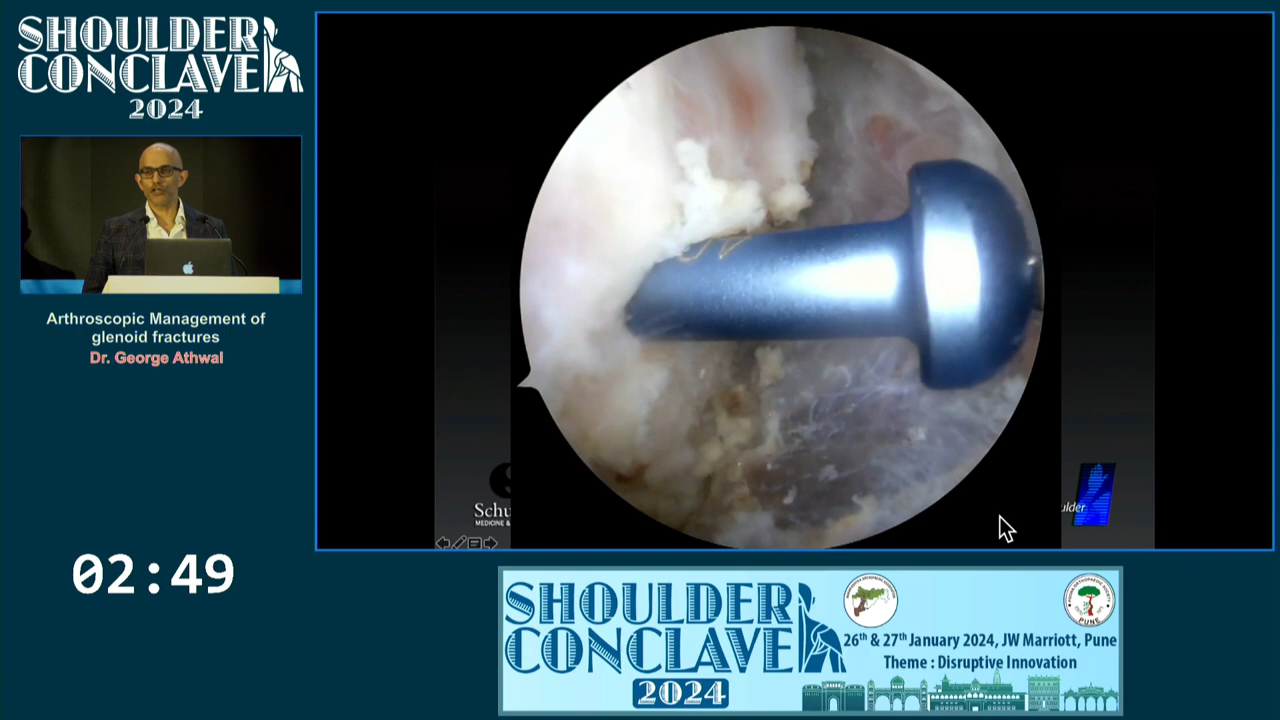 SHOULDER
CONCLAVE
2024
Arthroscopic Management of
glenoid fractures
Dr. George Athwal
02:49
Schu
MEDICINE &
ulder
SHOULDER
CONCLAVE
2024
26th & 27th January 2024, JW Marriott, Pune
Theme : Disruptive Innovation
PUNE